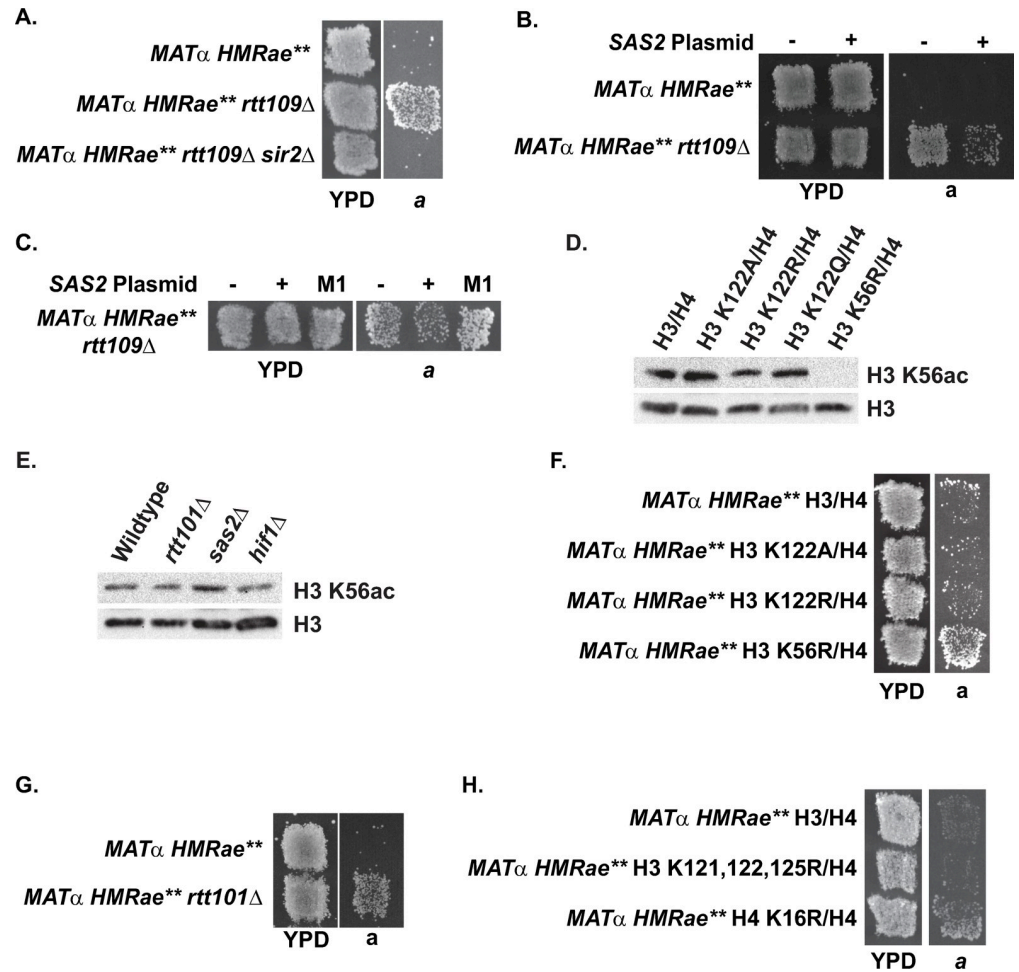 A.
MATα HMRae**
MATα HMRae** rtt109Δ
MATα HMRae** rtt109Δ sir2Δ
YPD a
B.
SAS2 Plasmid - + - +
MATα HMRae**
MATα HMRae** rtt109Δ
YPD a
C.
SAS2 Plasmid - + M1 - + M1
MATα HMRae**
rtt109Δ
YPD a
D.
H3/H4
H3 K122A/H4
H3 K122R/H4
H3 K122Q/H4
H3 K56R/H4
H3 K56ac
H3
E.
Wildtype
rtt101Δ
sas2Δ
hif1Δ
H3 K56ac
H3
F.
MATα HMRae** H3/H4
MATα HMRae** H3 K122A/H4
MATα HMRae** H3 K122R/H4
MATα HMRae** H3 K56R/H4
YPD a
G.
MATα HMRae**
MATα HMRae** rtt101Δ
YPD a
H.
MATα HMRae** H3/H4
MATα HMRae** H3 K121,122,125R/H4
MATα HMRae** H4 K16R/H4
YPD a